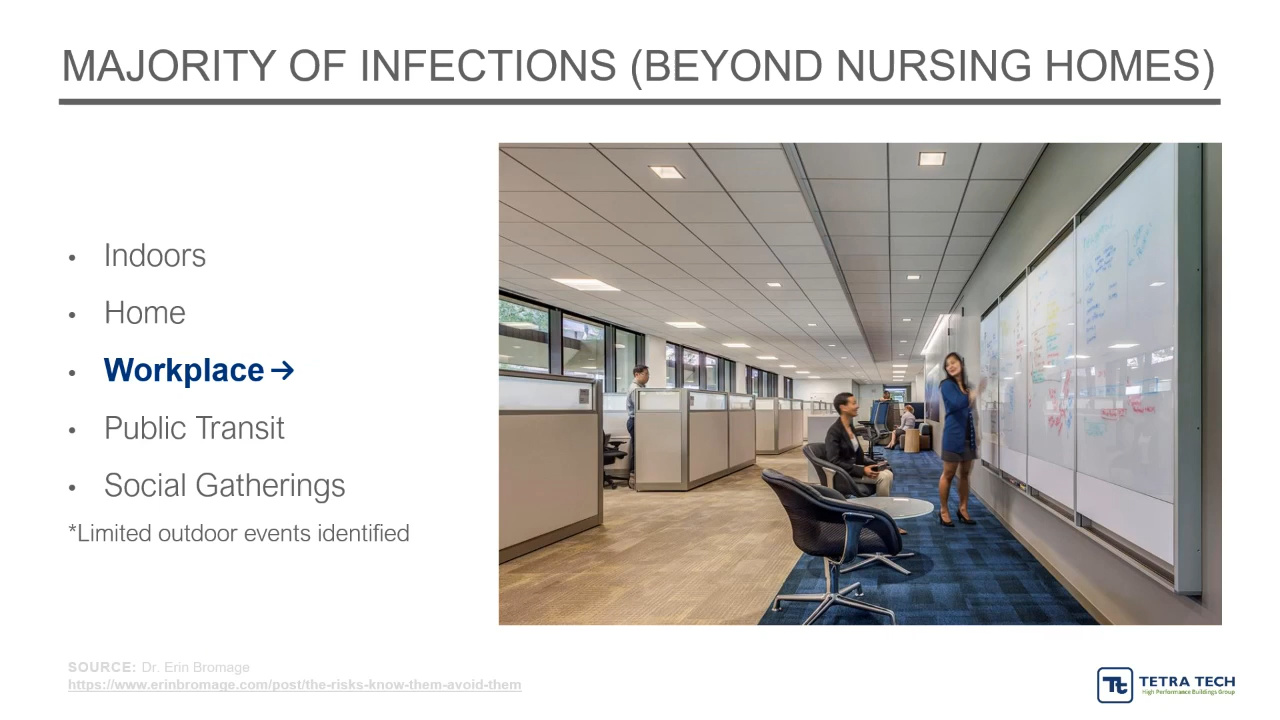 MAJORITY OF INFECTIONS (BEYOND NURSING HOMES)
• Indoors
• Home
• Workplace →
• Public Transit
• Social Gatherings
*Limited outdoor events identified
SOURCE: Dr. Erin Bromage
https://www.erinbromage.com/post/the-risks-know-them-avoid-them
Tt TETRA TECH
High Performance Buildings Group